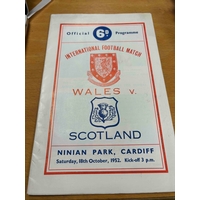 Official 6D Programme
INTERNATIONAL FOOTBALL MATCH
WALES v.
SCOTLAND
NINIAN PARK, CARDIFF
Saturday, 18th October, 1952. Kick-off 3 p.m.